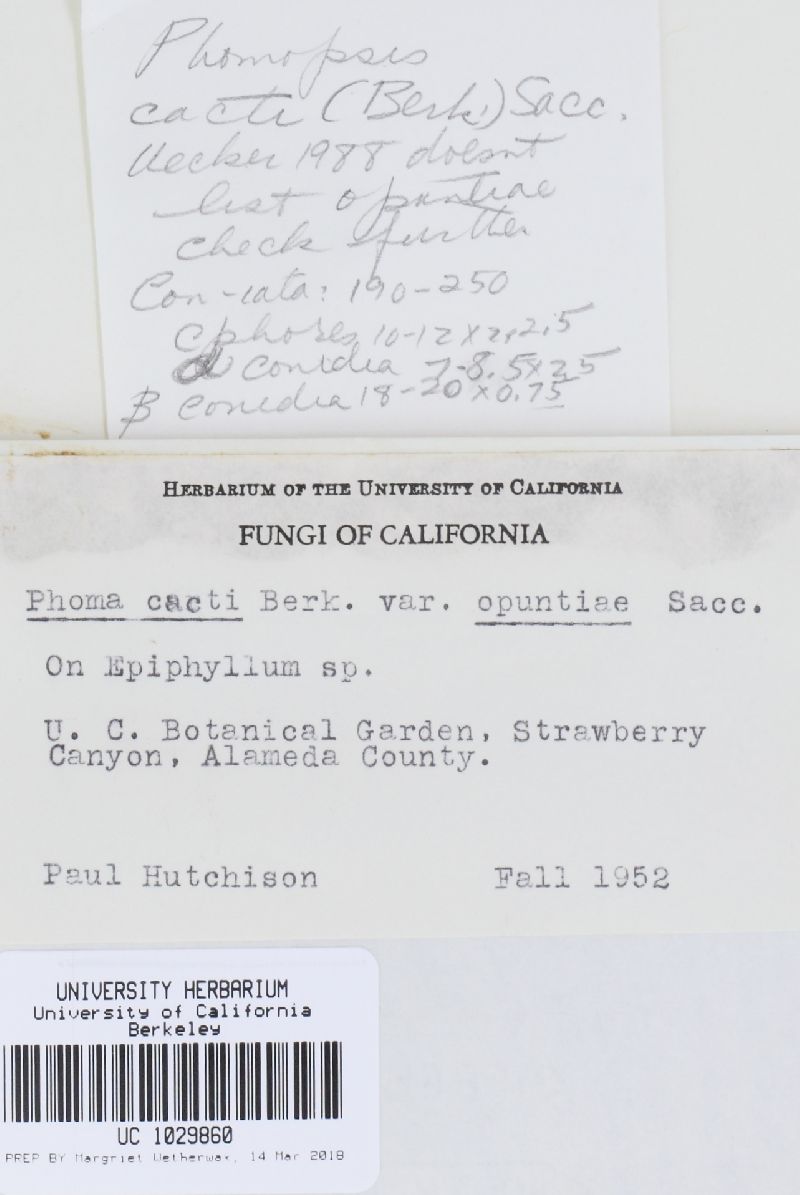 Phomopsis
cacti (Berk.) Sacc.
Uecker 1988 doesnt
list opuntiae
check further
Con-iata: 190-250
Cphores 10-12 x 2, 2.5
α conidia 7-8.5 x 2.5
β conidia 18-20 x 0.75
HERBARIUM OF THE UNIVERSITY OF CALIFORNIA
FUNGI OF CALIFORNIA
Phoma cacti Berk. var. opuntiae Sacc.
On Epiphyllum sp.
U. C. Botanical Garden, Strawberry
Canyon, Alameda County.
Paul Hutchison Fall 1952
UNIVERSITY HERBARIUM
University of California
Berkeley
UC 1029860
PREP BY Margriet Wetherwax, 14 Mar 2018